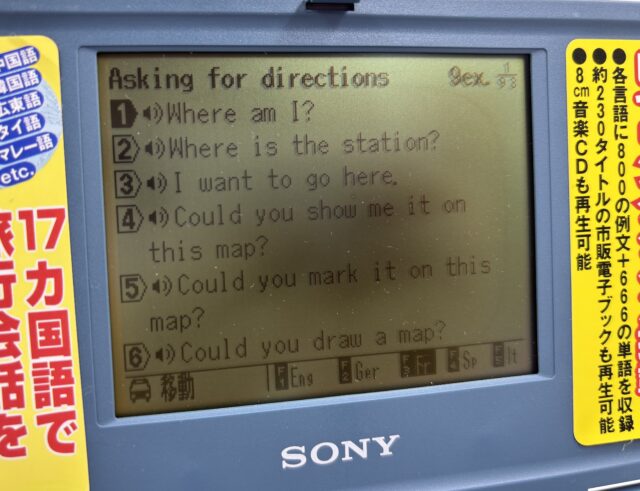 中国語
韓国語
広東語
タイ語
マレー語
etc.
17カ国語で
旅行会話を
Asking for directions 9ex. 1/93
1 Where am I?
2 Where is the station?
3 I want to go here.
4 Could you show me it on
this map?
5 Could you mark it on this
map?
6 Could you draw a map?
移動 F1 Eng F2 Ger F3 Fr F4 Sp F5 It
SONY
●各言語に800の例文+666の単語を収録
●約230タイトルの市販電子ブックも再生可能
●8cm音楽CDも再生可能